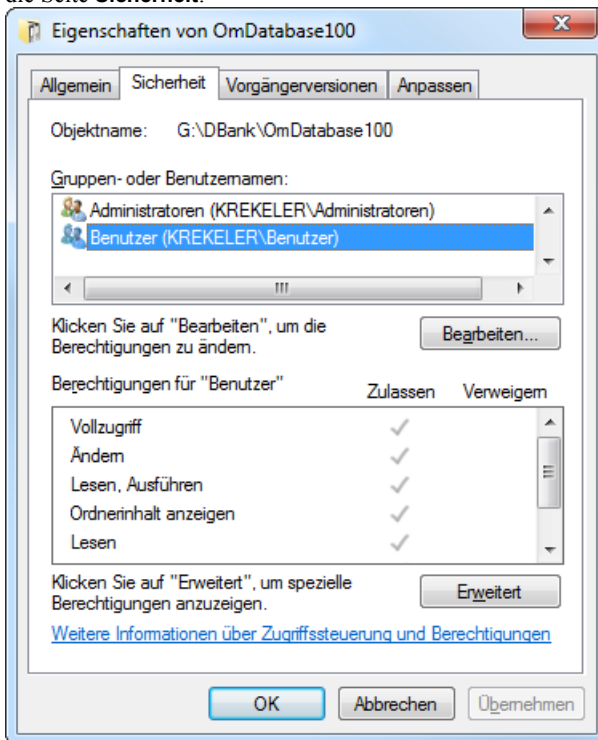 die Seite Sicherheit.
Eigenschaften von OmDatabase100
Allgemein Sicherheit Vorgängerversionen Anpassen
Objektname: G:\DBank\OmDatabase100
Gruppen- oder Benutzernamen:
Administratoren (KREKELER\Administratoren)
Benutzer (KREKELER\Benutzer)
Klicken Sie auf "Bearbeiten", um die
Berechtigungen zu ändern.
Bearbeiten...
Berechtigungen für "Benutzer" Zulassen Verweigern
Vollzugriff
Ändern
Lesen, Ausführen
Ordnerinhalt anzeigen
Lesen
Klicken Sie auf "Erweitert", um spezielle
Berechtigungen anzuzeigen.
Erweitert
Weitere Informationen über Zugriffssteuerung und Berechtigungen
OK Abbrechen Übernehmen